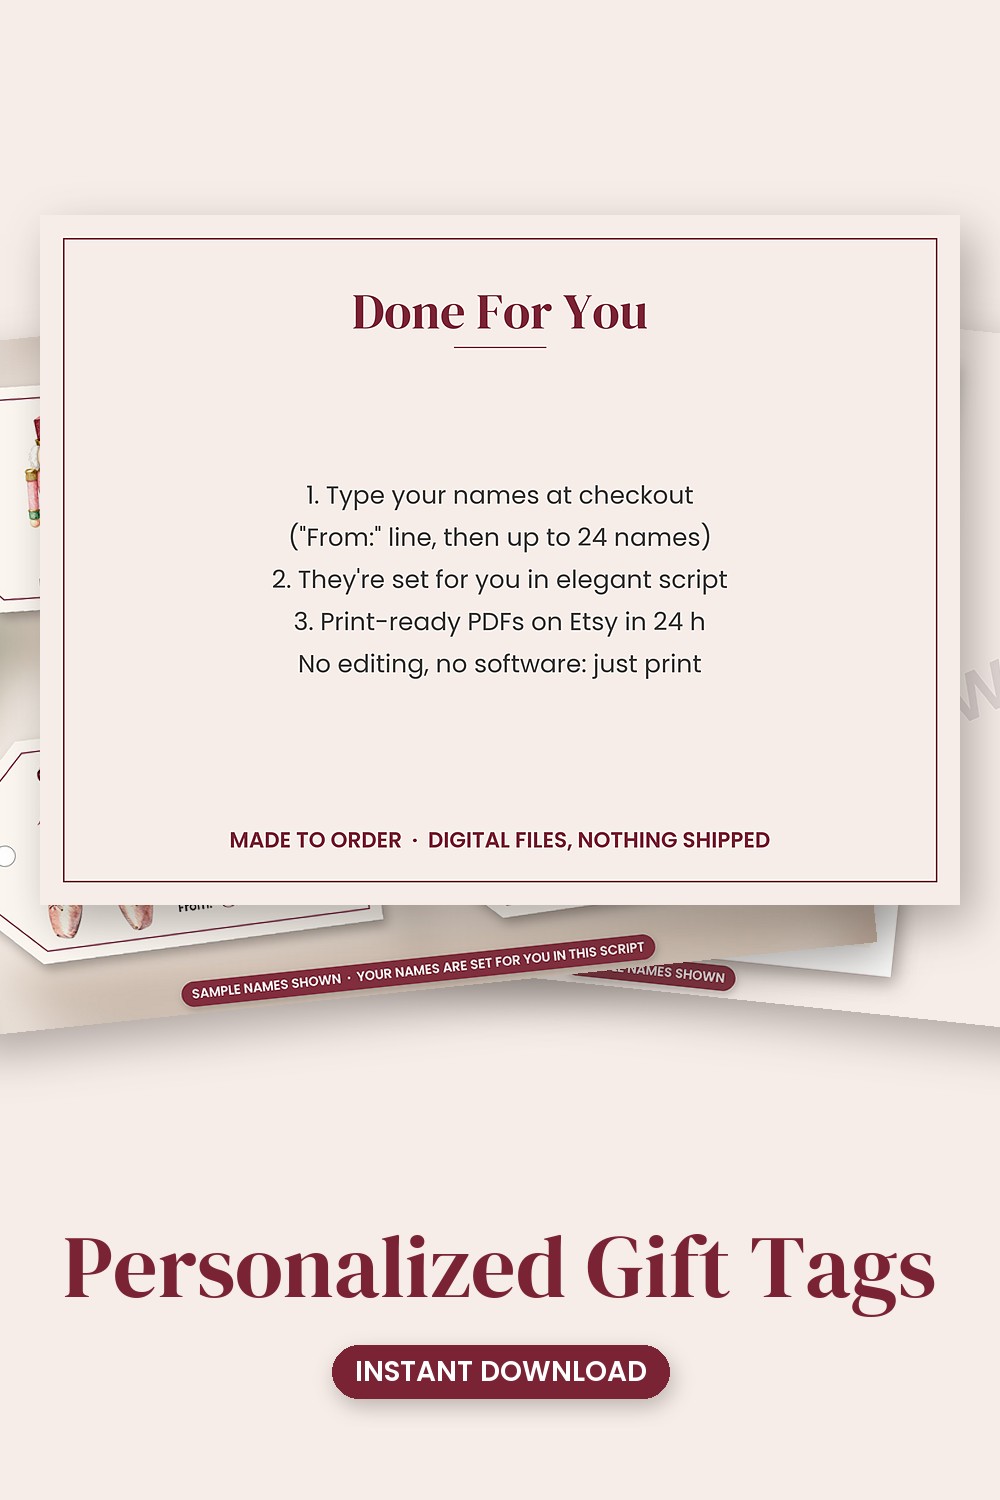 Done For You
1. Type your names at checkout
("From:" line, then up to 24 names)
2. They're set for you in elegant script
3. Print-ready PDFs on Etsy in 24 h
No editing, no software: just print
MADE TO ORDER · DIGITAL FILES, NOTHING SHIPPED
From:
SAMPLE NAMES SHOWN · YOUR NAMES ARE SET FOR YOU IN THIS SCRIPT
NAMES SHOWN
Personalized Gift Tags
INSTANT DOWNLOAD